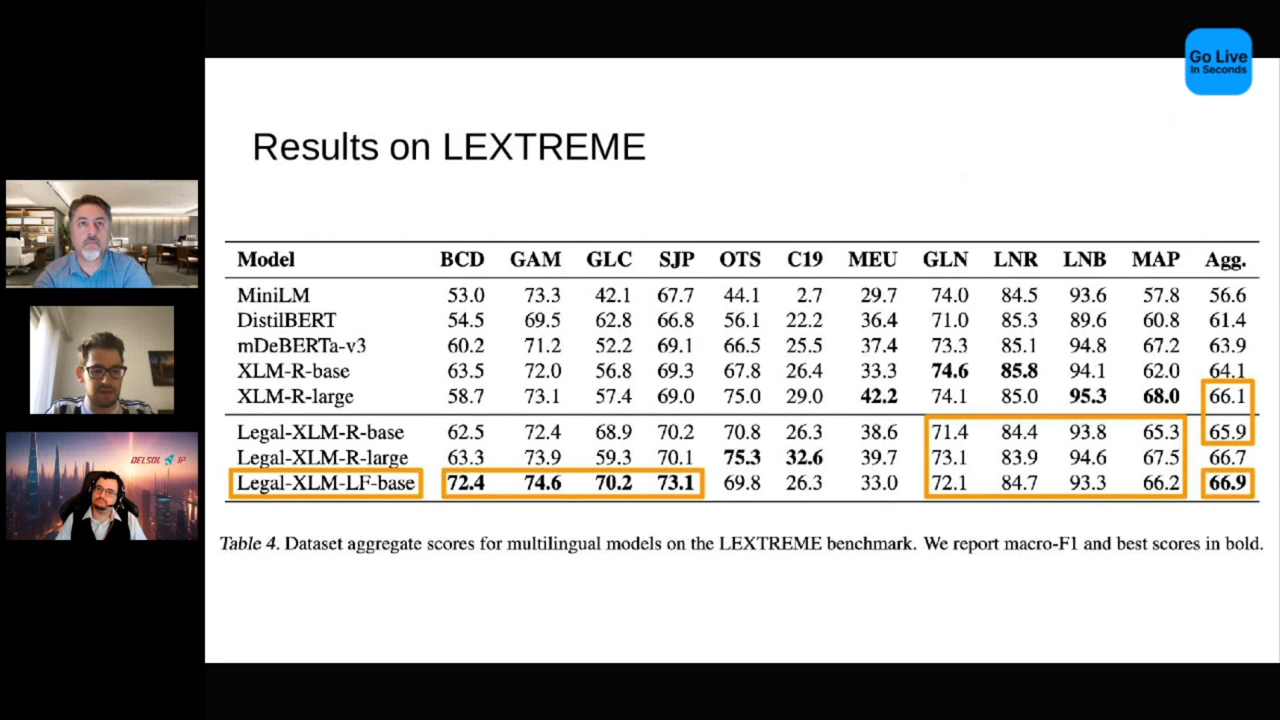 Go Live
in Seconds
Results on LEXTREME
Model BCD GAM GLC SJP OTS C19 MEU GLN LNR LNB MAP Agg.
MiniLM 53.0 73.3 42.1 67.7 44.1 2.7 29.7 74.0 84.5 93.6 57.8 56.6
DistilBERT 54.5 69.5 62.8 66.8 56.1 22.2 36.4 71.0 85.3 89.6 60.8 61.4
mDeBERTa-v3 60.2 71.2 52.2 69.1 66.5 25.5 37.4 73.3 85.1 94.8 67.2 63.9
XLM-R-base 63.5 72.0 56.8 69.3 67.8 26.4 33.3 74.6 85.8 94.1 62.0 64.1
XLM-R-large 58.7 73.1 57.4 69.0 75.0 29.0 42.2 74.1 85.0 95.3 68.0 66.1
Legal-XLM-R-base 62.5 72.4 68.9 70.2 70.8 26.3 38.6 71.4 84.4 93.8 65.3 65.9
Legal-XLM-R-large 63.3 73.9 59.3 70.1 75.3 32.6 39.7 73.1 83.9 94.6 67.5 66.7
Legal-XLM-LF-base 72.4 74.6 70.2 73.1 69.8 26.3 33.0 72.1 84.7 93.3 66.2 66.9
Table 4. Dataset aggregate scores for multilingual models on the LEXTREME benchmark. We report macro-F1 and best scores in bold.
DELSOL IP